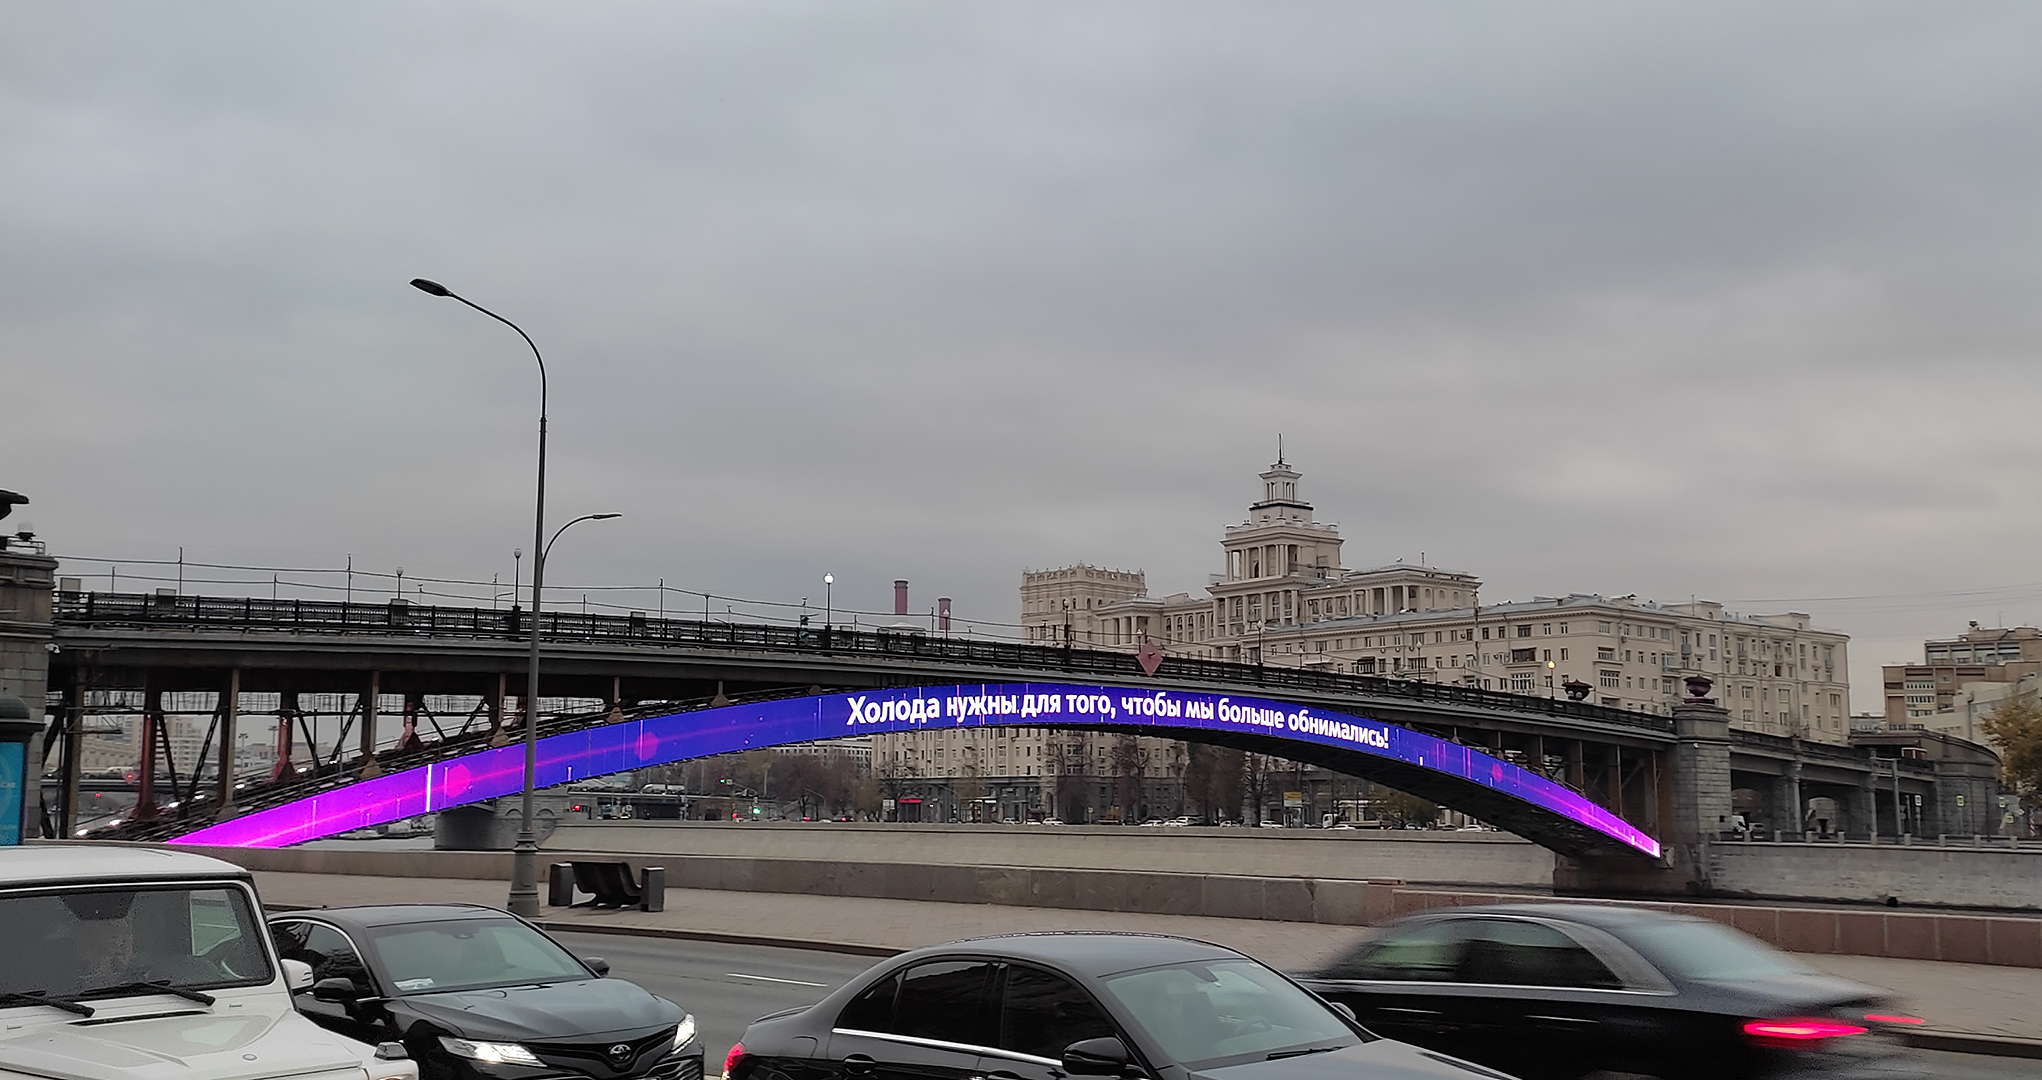 Холода нужны для того, чтобы мы больше обнимались!